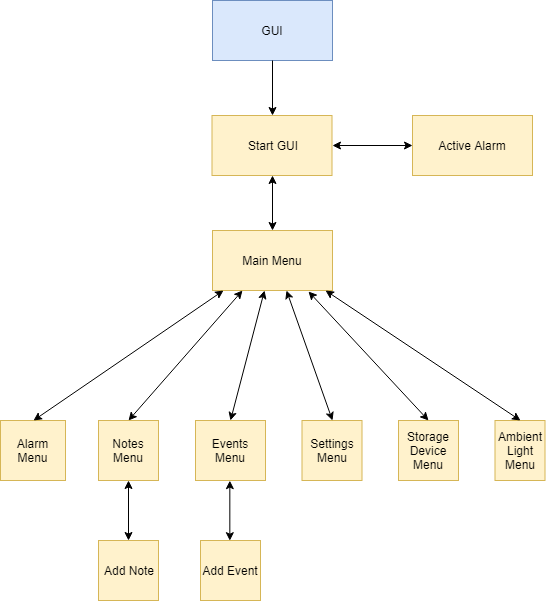 GUI
Start GUI
Active Alarm
Main Menu
Alarm
Menu
Notes
Menu
Events
Menu
Settings
Menu
Storage
Device
Menu
Ambient
Light
Menu
Add Note
Add Event